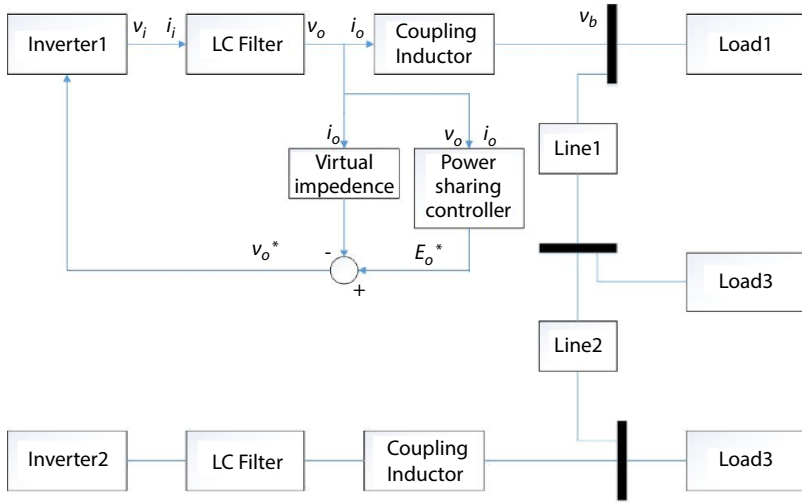 Inverter1
v_i
i_i
LC Filter
v_o
i_o
Coupling
Inductor
v_b
Load1
Line1
i_o
v_o
i_o
Virtual
impedence
Power
sharing
controller
v_o*
-
E_o*
+
Load3
Line2
Inverter2
LC Filter
Coupling
Inductor
Load3